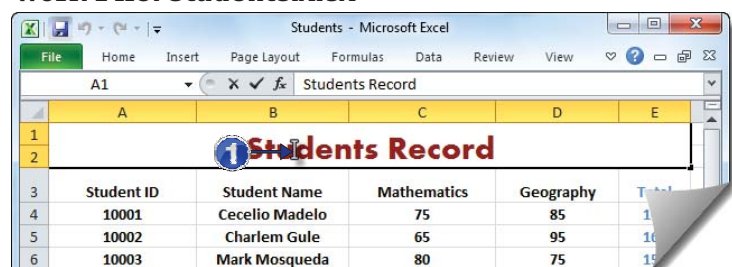 Students - Microsoft Excel
File Home Insert Page Layout Formulas Data Review View
A1 fx Students Record
A B C D E
1 Students Record
2
3 Student ID Student Name Mathematics Geography
4 10001 Cecelio Madelo 75 85
5 10002 Charlem Gule 65 95
6 10003 Mark Mosqueda 80 75